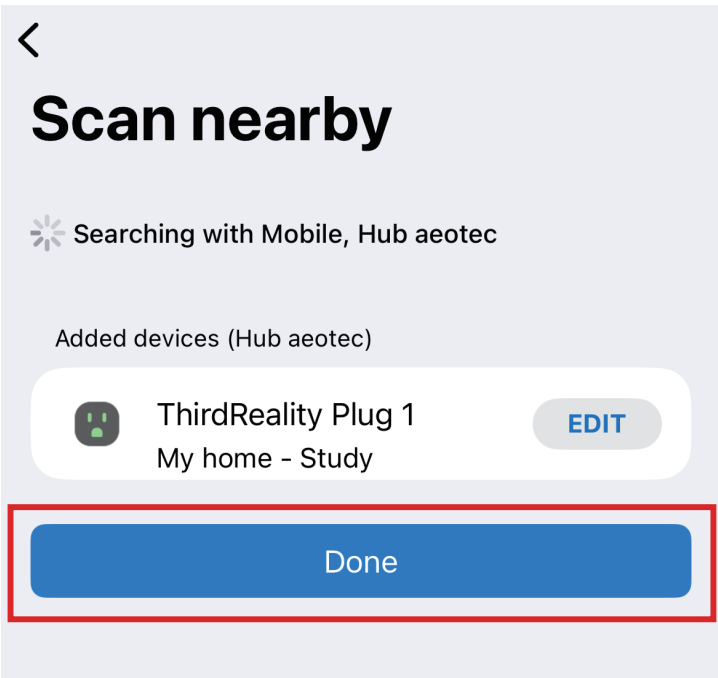 Scan nearby
Searching with Mobile, Hub aeotec
Added devices (Hub aeotec)
ThirdReality Plug 1
EDIT
My home - Study
Done